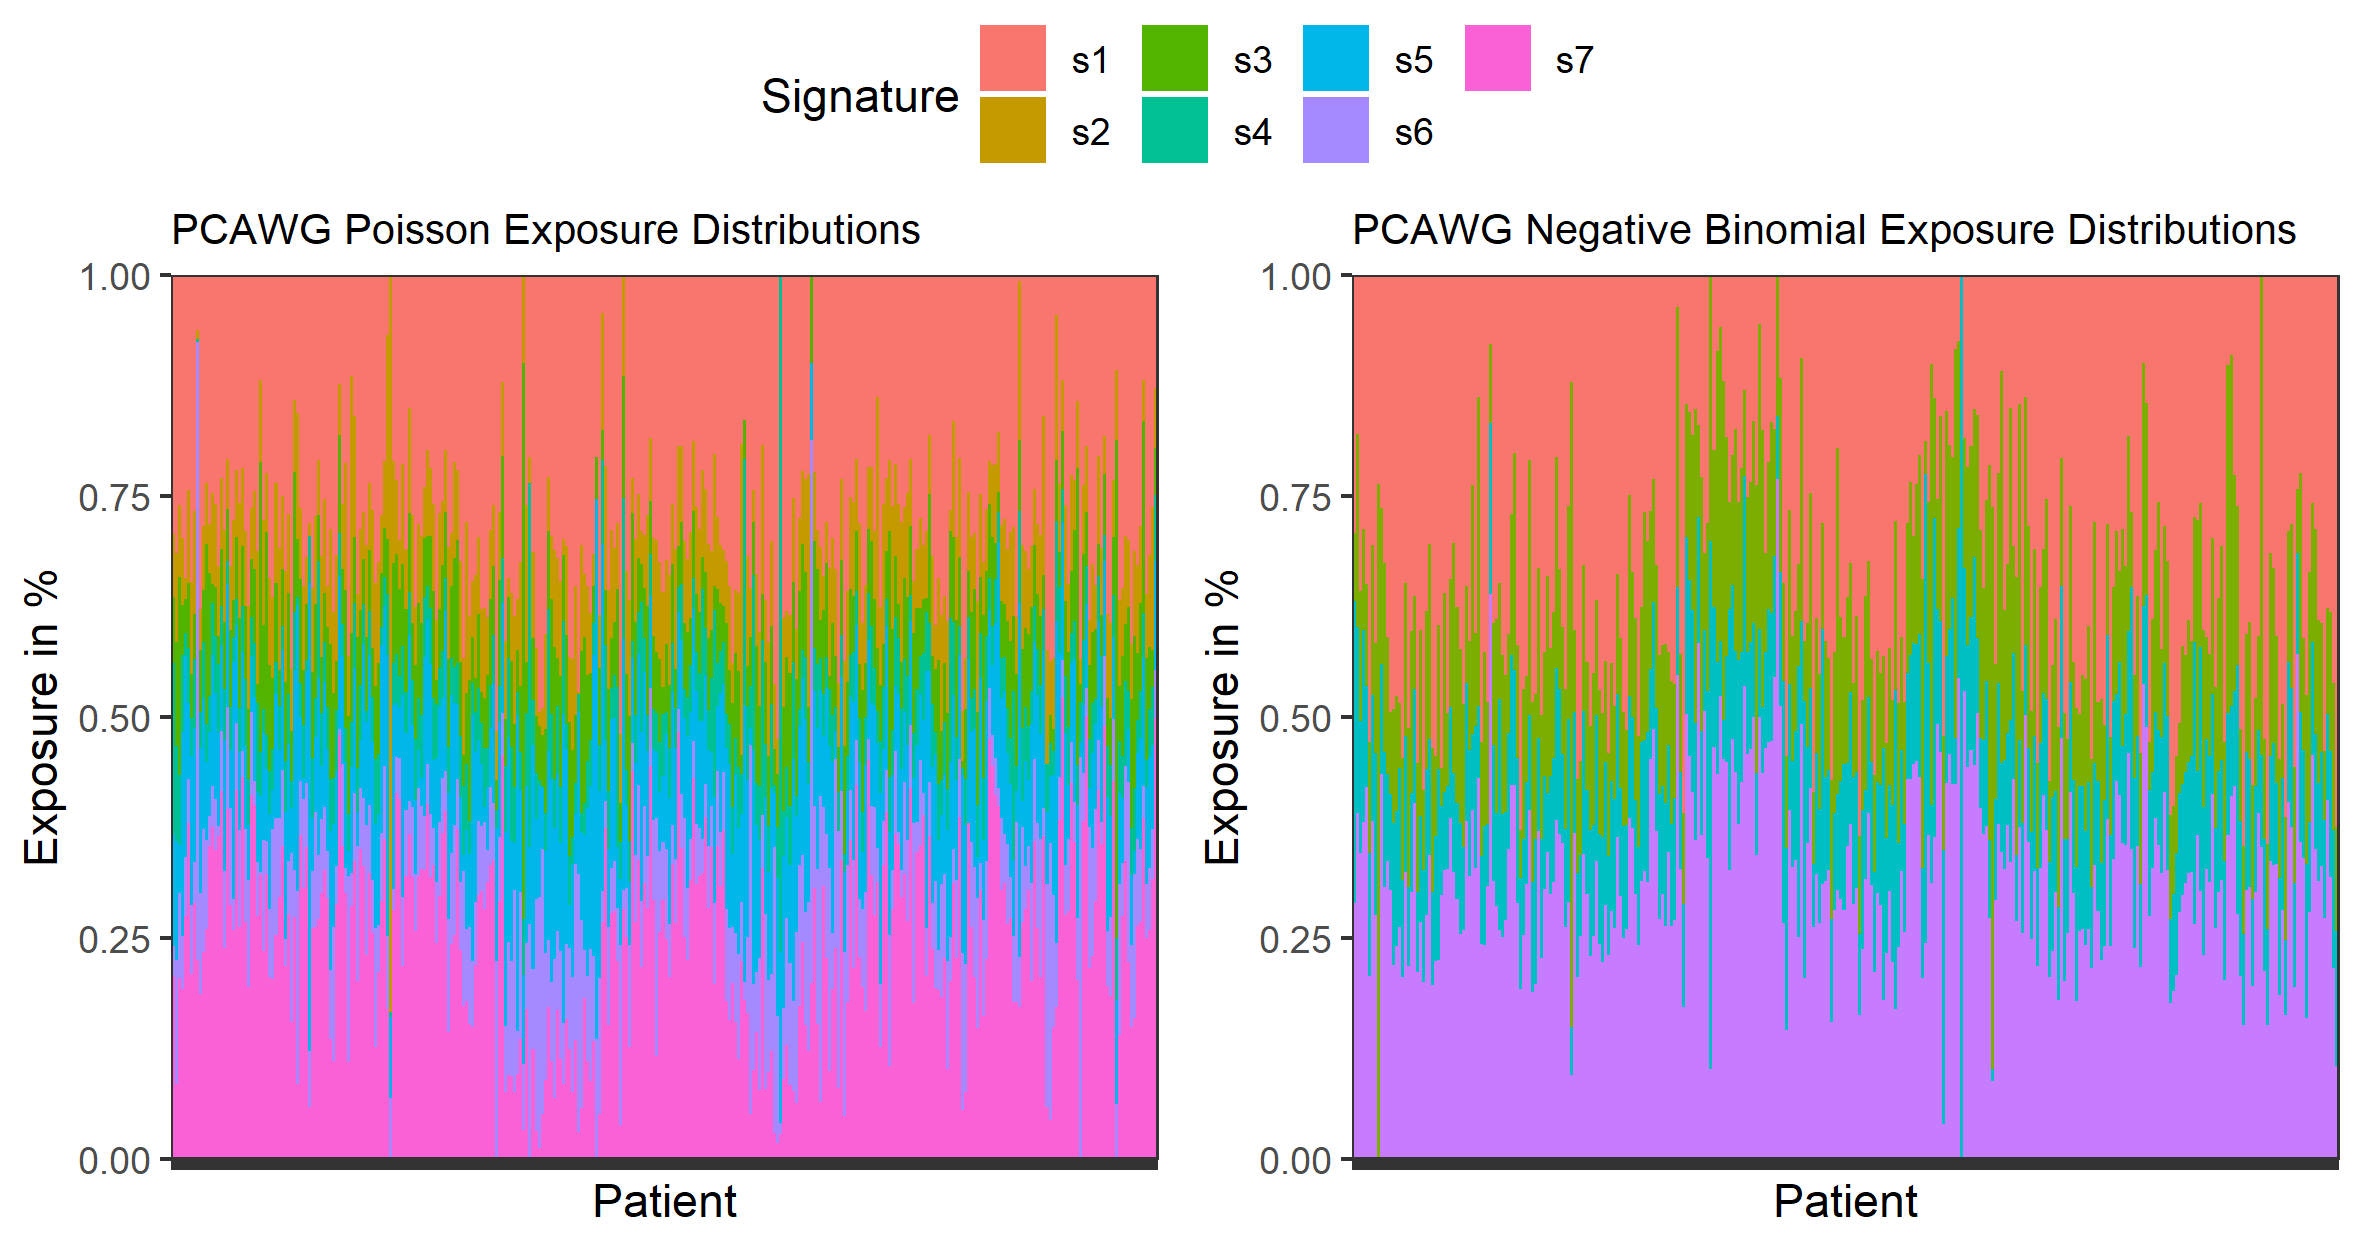 Signature
s1 s3 s5 s7
s2 s4 s6
PCAWG Poisson Exposure Distributions
1.00
0.75
0.50
0.25
0.00
Exposure in %
Patient
PCAWG Negative Binomial Exposure Distributions
1.00
0.75
0.50
0.25
0.00
Exposure in %
Patient